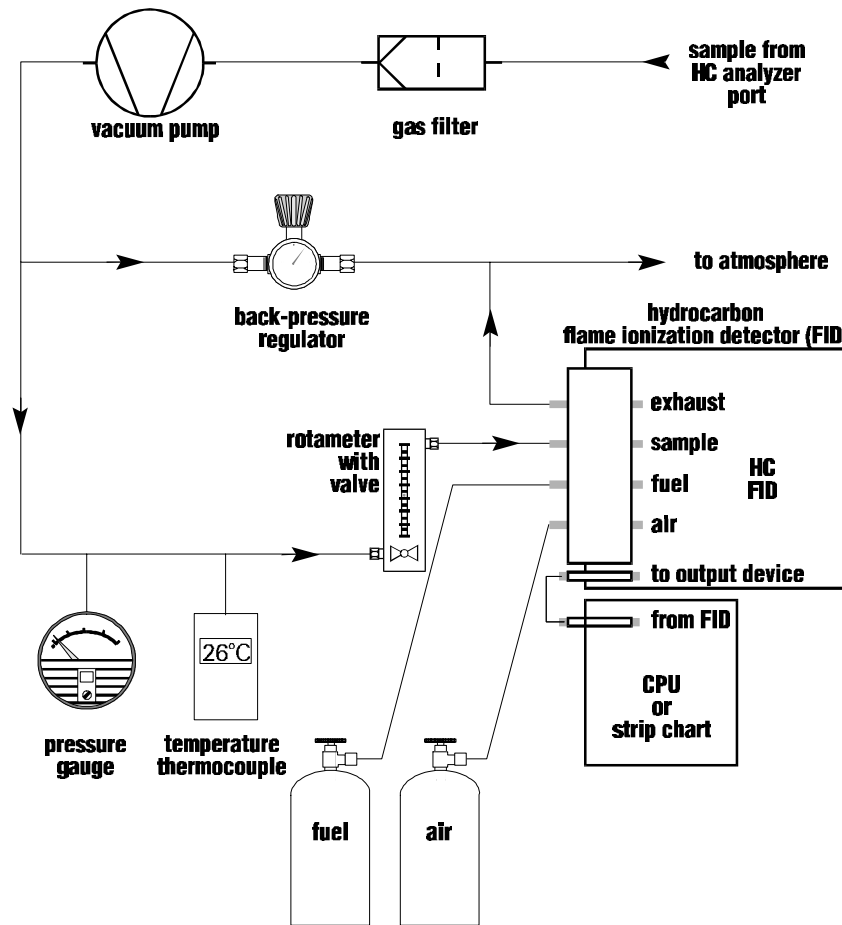 sample from
HC analyzer
port
vacuum pump
gas filter
to atmosphere
back-pressure
regulator
hydrocarbon
flame ionization detector (FID
exhaust
rotameter
with
valve
sample
HC
FID
fuel
air
to output device
from FID
26°C
CPU
or
strip chart
pressure
gauge
temperature
thermocouple
fuel
air